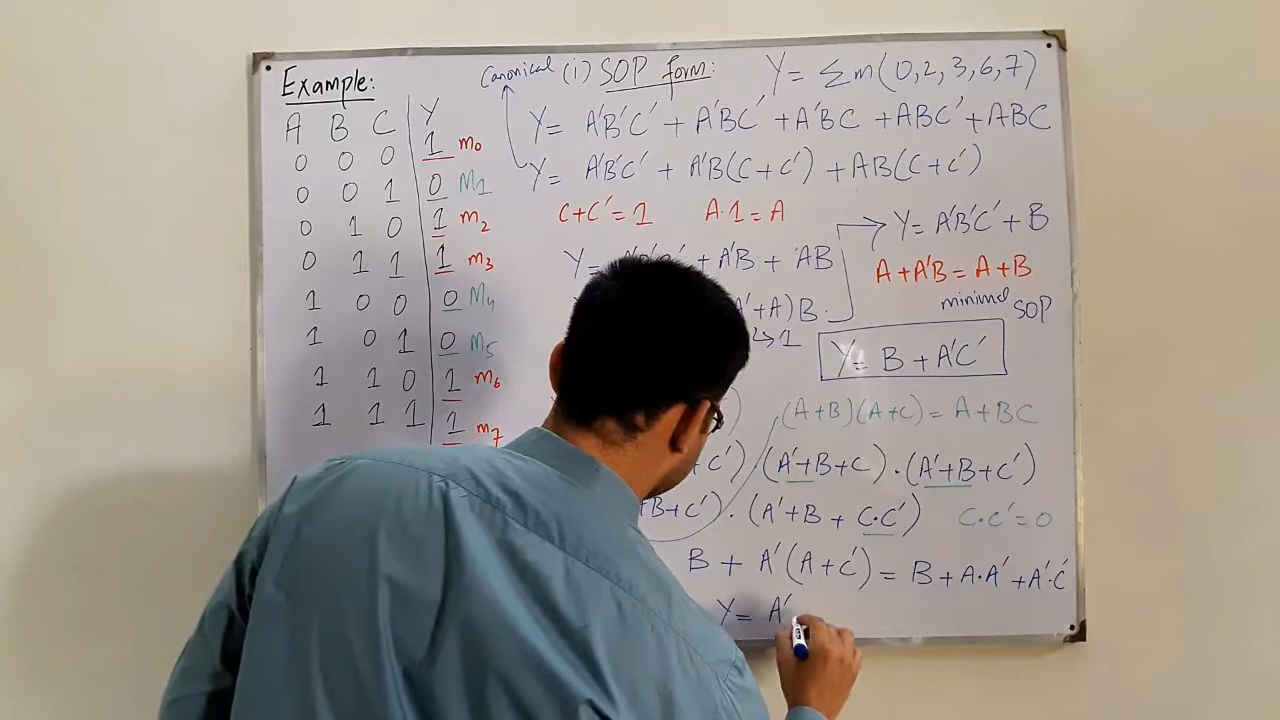 Example:
A B C Y
0 0 0 1 m0
0 0 1 0 M1
0 1 0 1 m2
0 1 1 1 m3
1 0 0 0 M4
1 0 1 0 M5
1 1 0 1 m6
1 1 1 1 m7
Canonical (i) SOP form: Y = Σm(0,2,3,6,7)
Y = A'B'C' + A'BC' + A'BC + ABC' + ABC
Y = A'B'C' + A'B(C+C') + AB(C+C')
C+C'=1 A·1=A
+ A'B + AB
+A)B
↳1
→ Y = A'B'C' + B
A+A'B = A+B
minimal SOP
Y = B + A'C'
(A+B)(A+C) = A+BC
+C') (A'+B+C)·(A'+B+C')
+B+C')·(A'+B+C·C') C·C'=0
B + A'(A+C') = B+A·A'+A'·C'
Y = A'